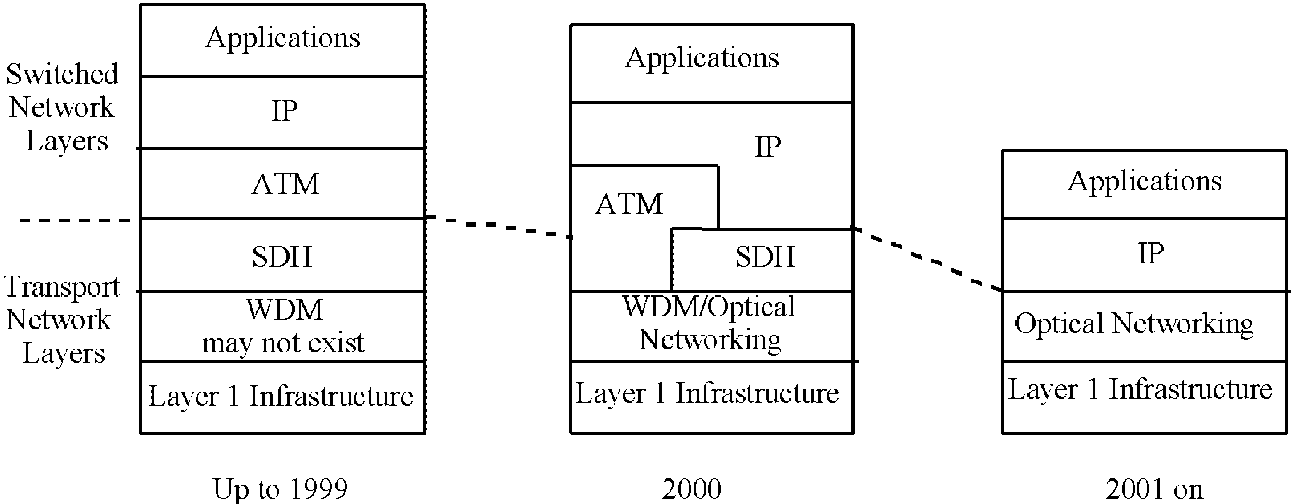 Switched
Network
Layers
Transport
Network
Layers
Applications
IP
ATM
SDH
WDM
may not exist
Layer 1 Infrastructure
Up to 1999
Applications
IP
ATM
SDH
WDM/Optical
Networking
Layer 1 Infrastructure
2000
Applications
IP
Optical Networking
Layer 1 Infrastructure
2001 on